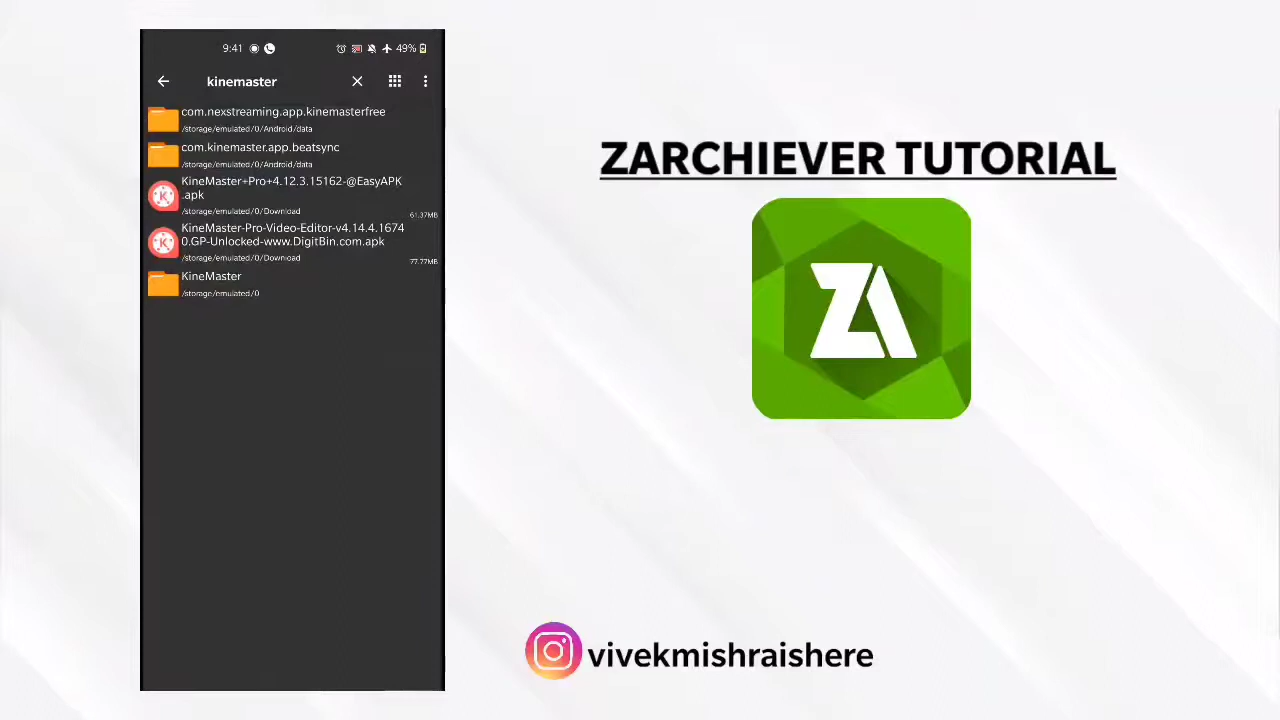 9:41
49%
kinemaster
com.nexstreaming.app.kinemasterfree
/storage/emulated/0/Android/data
com.kinemaster.app.beatsync
/storage/emulated/0/Android/data
KineMaster+Pro+4.12.3.15162-@EasyAPK
.apk
/storage/emulated/0/Download
61.37MB
KineMaster-Pro-Video-Editor-v4.14.4.1674
0.GP-Unlocked-www.DigitBin.com.apk
/storage/emulated/0/Download
77.77MB
KineMaster
/storage/emulated/0
ZARCHIEVER TUTORIAL
ZA
vivekmishraishere